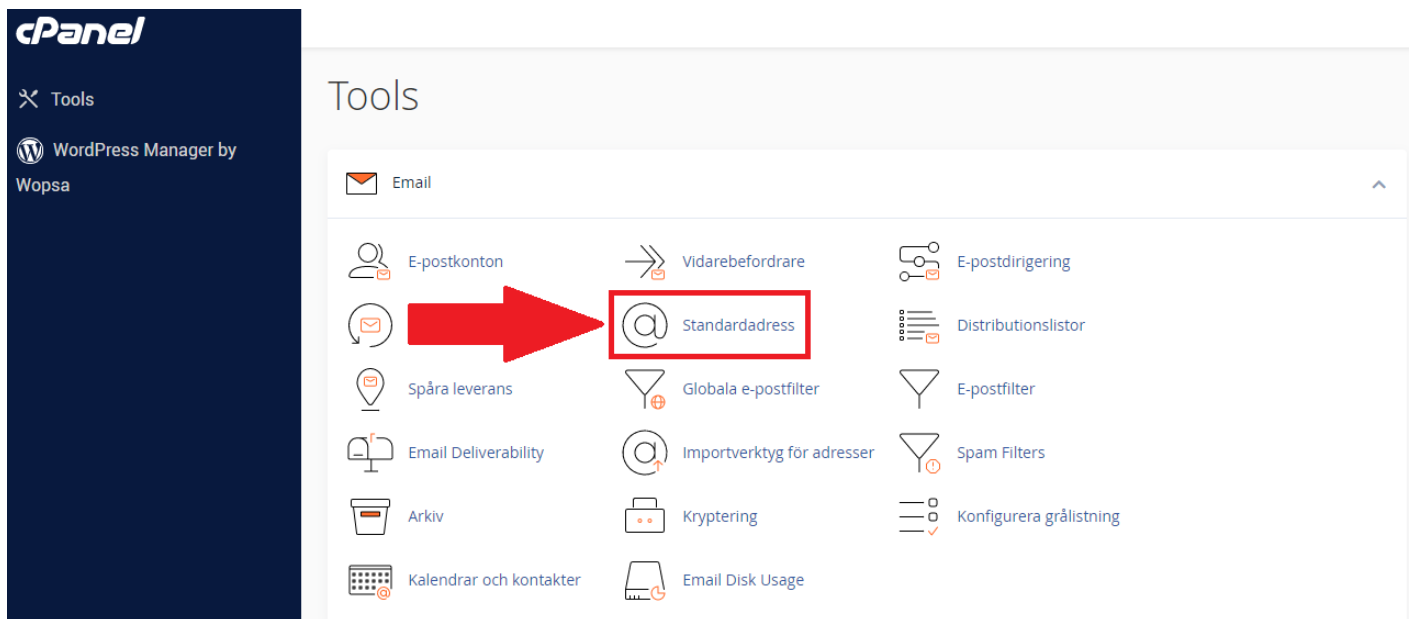 cPanel
Tools
WordPress Manager by
Wopsa
Tools
Email
E-postkonton
Vidarebefordrare
E-postdirigering
Standardadress
Distributionslistor
Spåra leverans
Globala e-postfilter
E-postfilter
Email Deliverability
Importverktyg för adresser
Spam Filters
Arkiv
Kryptering
Konfigurera grålistning
Kalendrar och kontakter
Email Disk Usage